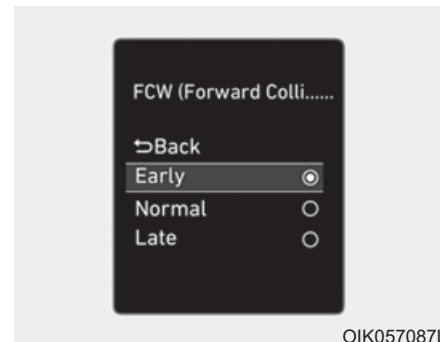 FCW (Forward Colli......
⮌Back
Early
Normal
Late
OIK057087L